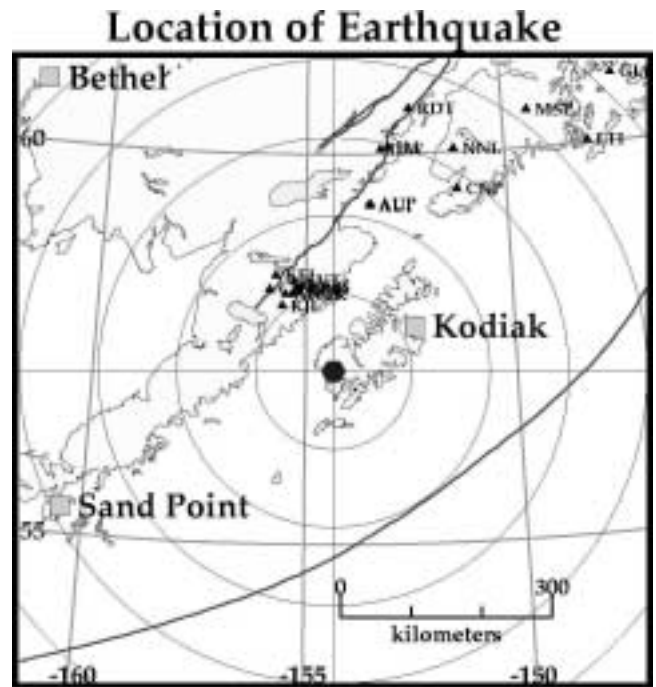 Location of Earthquake
Bethel
RDT
MSP
60
NNL
CNP
AUP
Kodiak
Sand Point
55
0
300
kilometers
-160
-155
-150